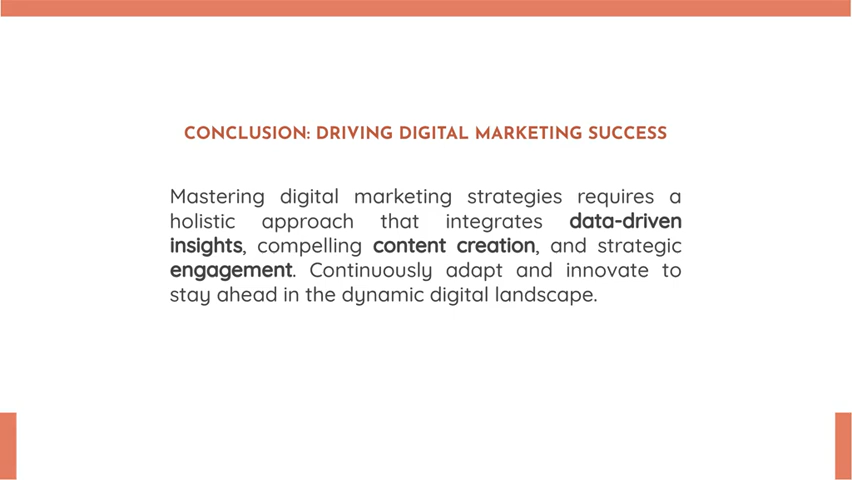 CONCLUSION: DRIVING DIGITAL MARKETING SUCCESS
Mastering digital marketing strategies requires a
holistic approach that integrates data-driven
insights, compelling content creation, and strategic
engagement. Continuously adapt and innovate to
stay ahead in the dynamic digital landscape.